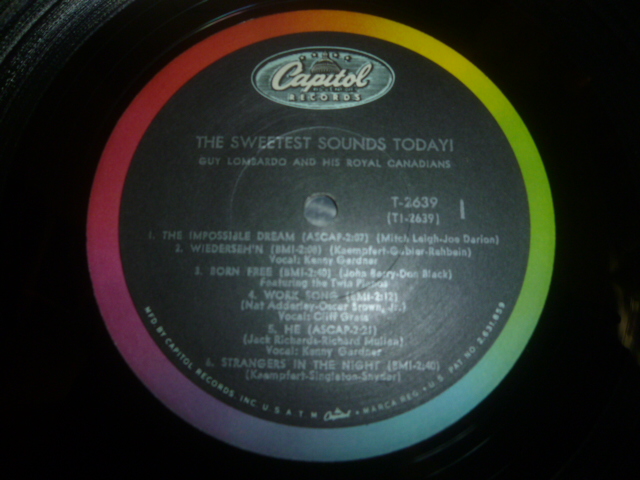 Capitol
RECORDS
THE SWEETEST SOUNDS TODAY!
GUY LOMBARDO AND HIS ROYAL CANADIANS
T-2639
(T1-2639)
1
1. THE IMPOSSIBLE DREAM (ASCAP-2:07) (Mitch Leigh-Joe Darion)
2. WIEDERSEH'N (BMI-2:08) (Kaempfert-Gabler-Rehbein)
Vocal: Kenny Gardner
3. BORN FREE (BMI-2:40) (John Barry-Don Black)
Featuring the Twin Pianos
4. WORK SONG (BMI-2:12)
(Nat Adderley-Oscar Brown, Jr.)
Vocal: Cliff Grass
5. HE (ASCAP-2:21)
(Jack Richards-Richard Mullen)
Vocal: Kenny Gardner
6. STRANGERS IN THE NIGHT (BMI-2:40)
(Kaempfert-Singleton-Snyder)
MFD BY CAPITOL RECORDS, INC U.S.A T M Capitol MARCA REG • U.S. PAT NO 2,631,859